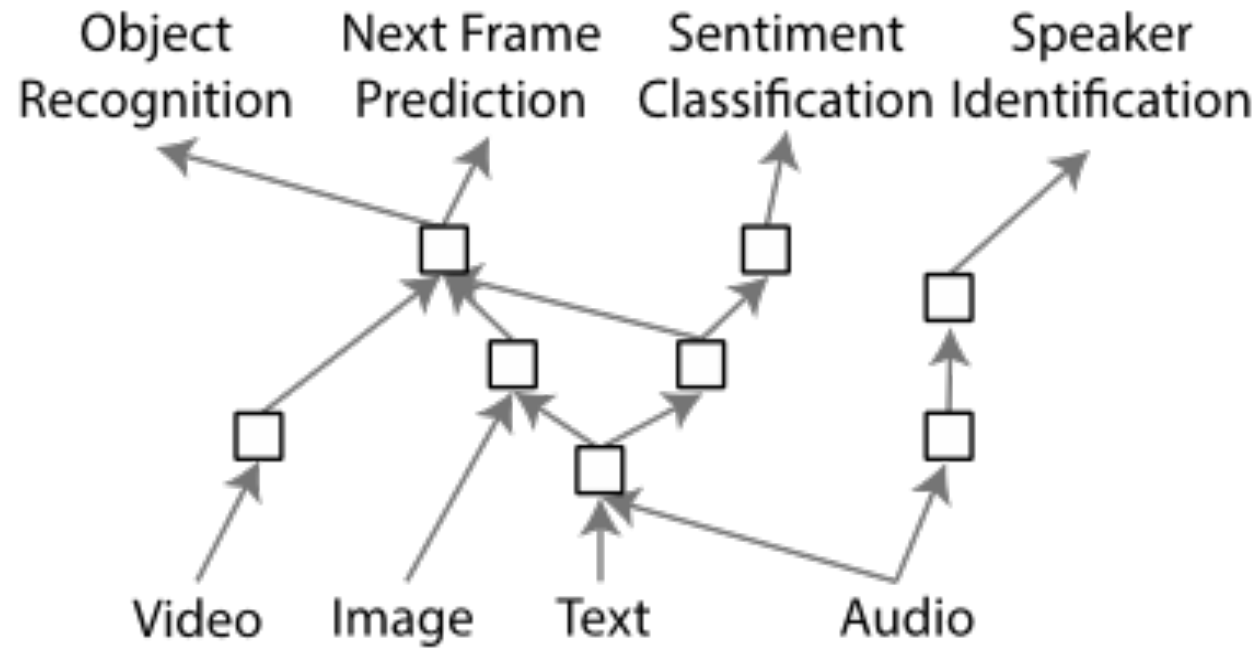 Object Recognition
Next Frame Prediction
Sentiment Classification
Speaker Identification
Video Image Text Audio